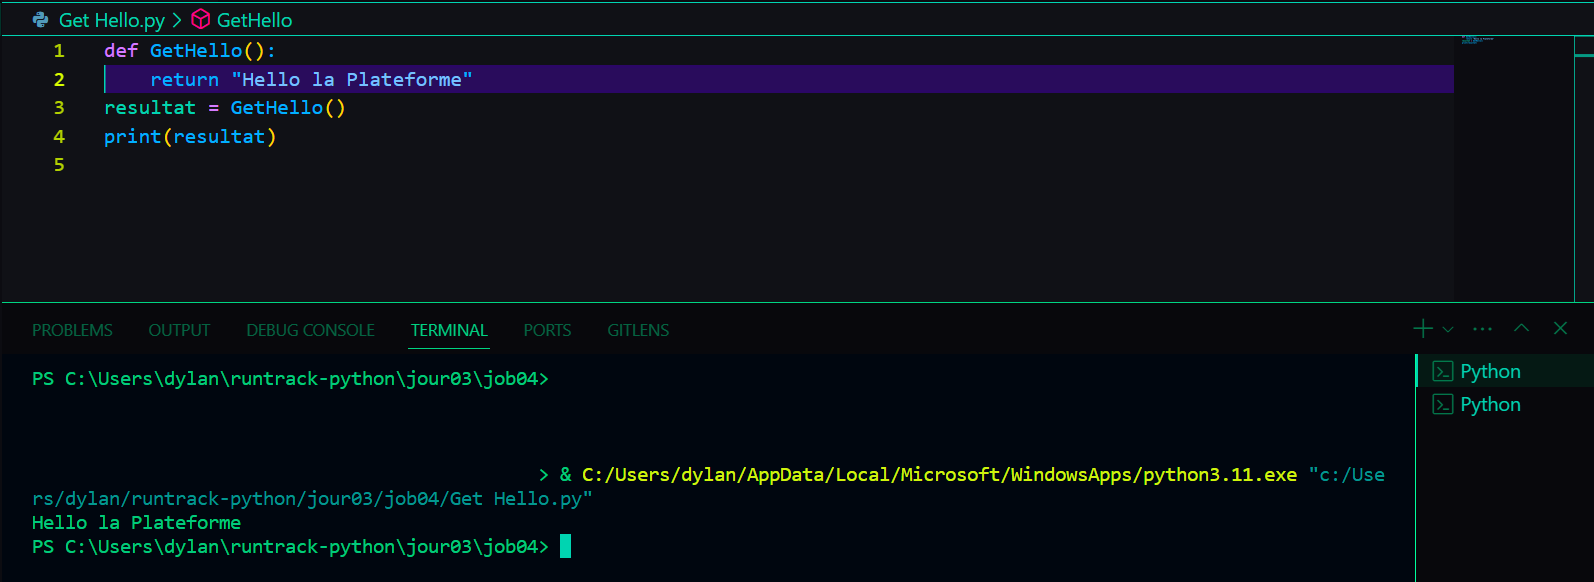 Get Hello.py > GetHello
1 def GetHello():
2     return "Hello la Plateforme"
3 resultat = GetHello()
4 print(resultat)
5
PROBLEMS OUTPUT DEBUG CONSOLE TERMINAL PORTS GITLENS
PS C:\Users\dylan\runtrack-python\jour03\job04>
> & C:/Users/dylan/AppData/Local/Microsoft/WindowsApps/python3.11.exe "c:/Use
rs/dylan/runtrack-python/jour03/job04/Get Hello.py"
Hello la Plateforme
PS C:\Users\dylan\runtrack-python\jour03\job04>
Python
Python